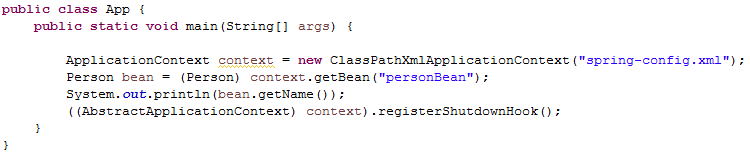 public class App {
    public static void main(String[] args) {
        ApplicationContext context = new ClassPathXmlApplicationContext("spring-config.xml");
        Person bean = (Person) context.getBean("personBean");
        System.out.println(bean.getName());
        ((AbstractApplicationContext) context).registerShutdownHook();
    }
}